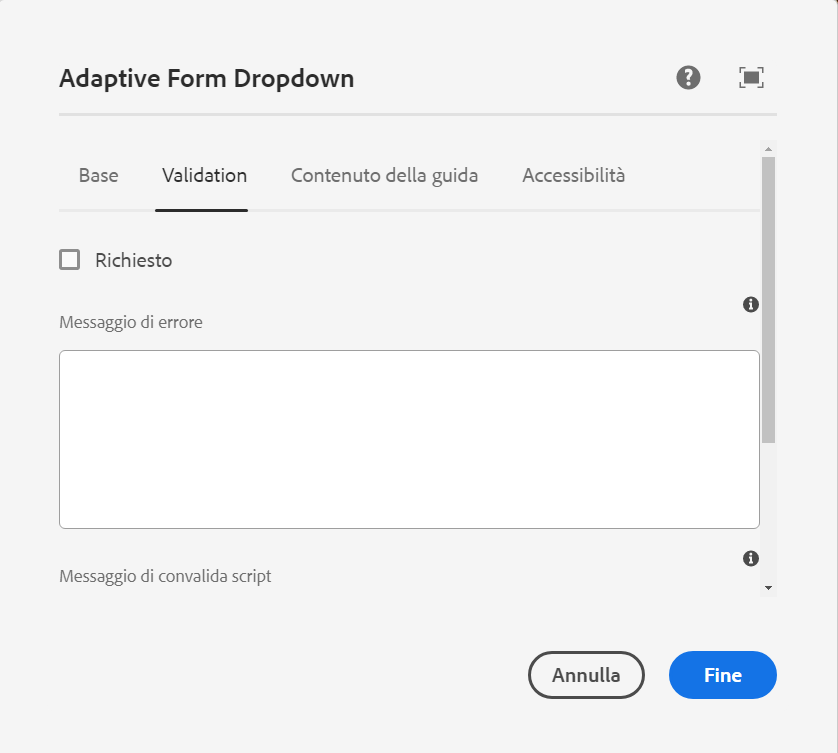 Adaptive Form Dropdown
Base Validation Contenuto della guida Accessibilità
Richiesto
Messaggio di errore
Messaggio di convalida script
Annulla Fine